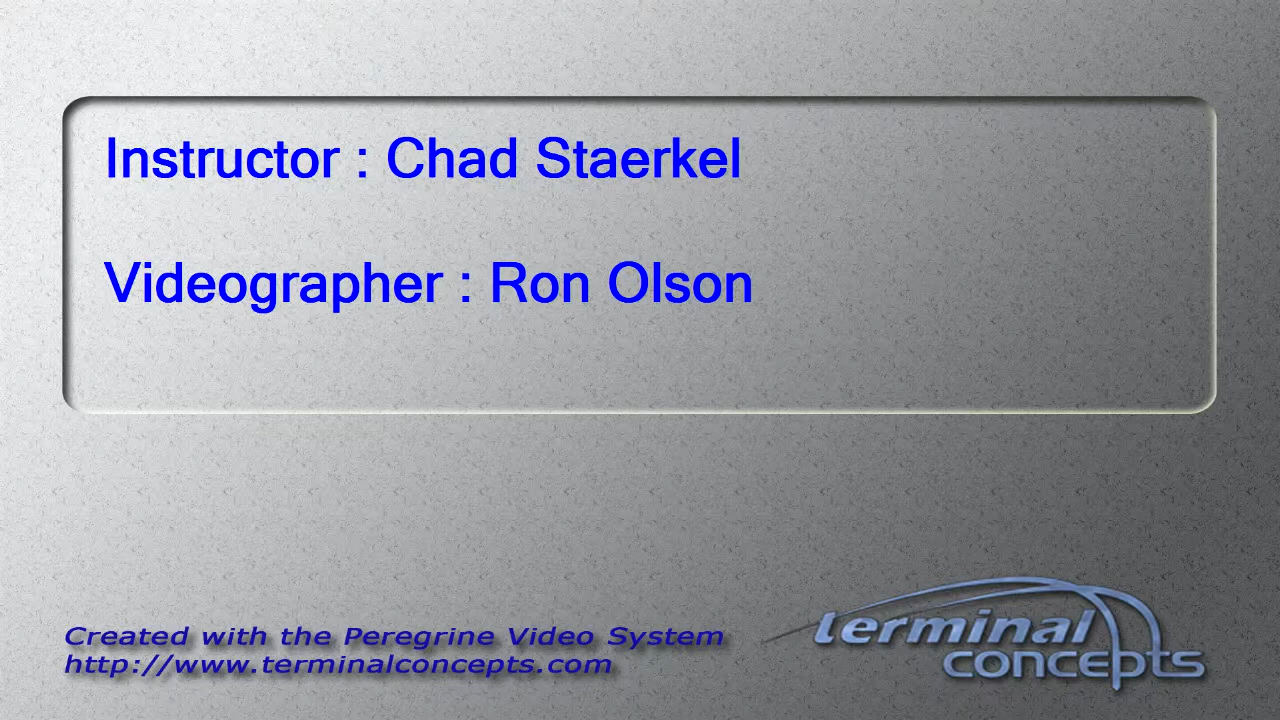 Instructor : Chad Staerkel
Videographer : Ron Olson
Created with the Peregrine Video System
http://www.terminalconcepts.com
terminal
concepts